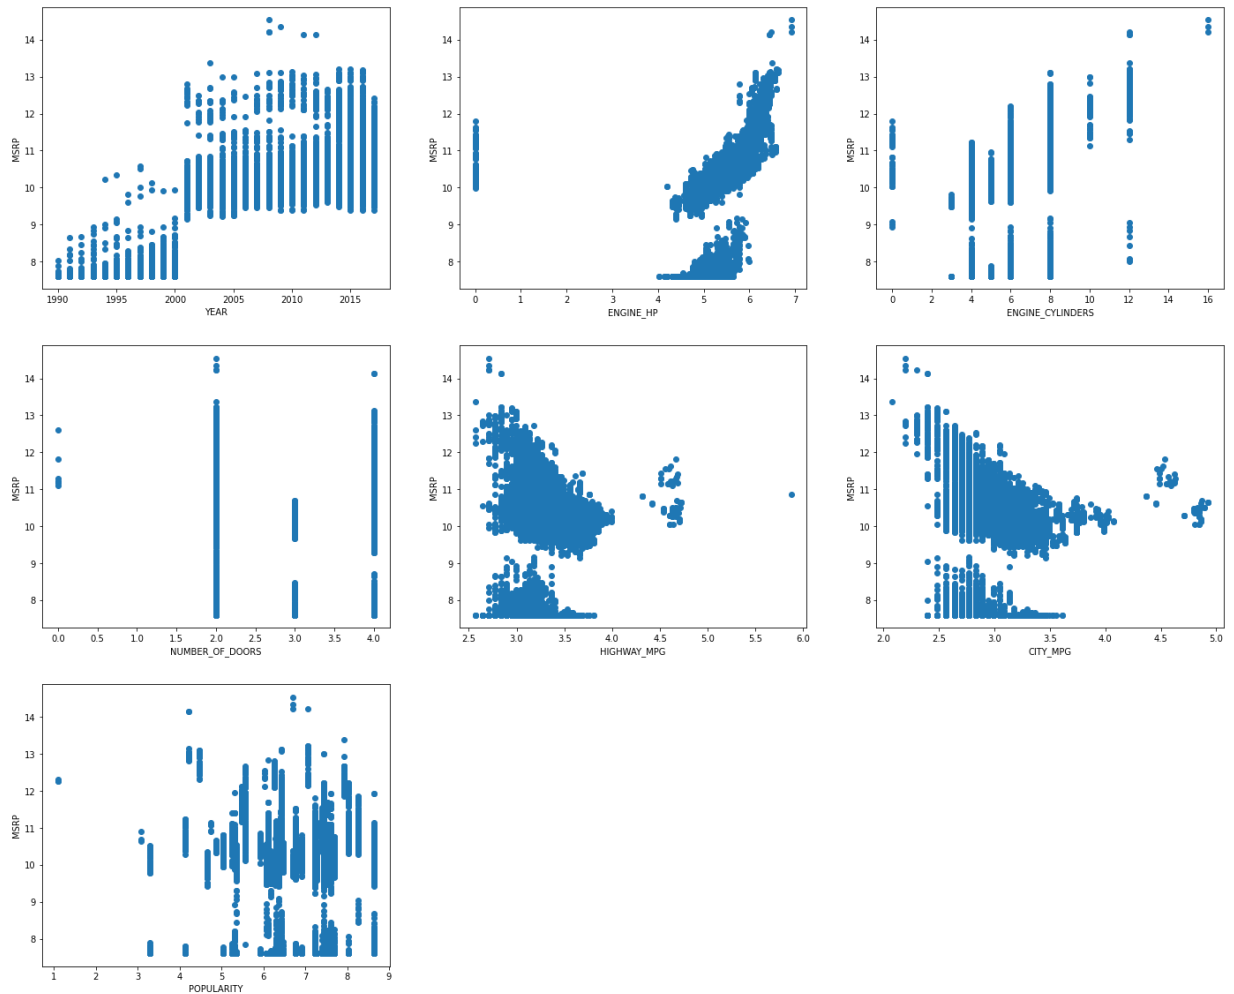 14
13
12
11
10
9
8
MSRP
1990 1995 2000 2005 2010 2015
YEAR
14
13
12
11
10
9
8
MSRP
0 1 2 3 4 5 6 7
ENGINE_HP
14
13
12
11
10
9
8
MSRP
0 2 4 6 8 10 12 14 16
ENGINE_CYLINDERS
14
13
12
11
10
9
8
MSRP
0.0 0.5 1.0 1.5 2.0 2.5 3.0 3.5 4.0
NUMBER_OF_DOORS
14
13
12
11
10
9
8
MSRP
2.5 3.0 3.5 4.0 4.5 5.0 5.5 6.0
HIGHWAY_MPG
14
13
12
11
10
9
8
MSRP
2.0 2.5 3.0 3.5 4.0 4.5 5.0
CITY_MPG
14
13
12
11
10
9
8
MSRP
1 2 3 4 5 6 7 8 9
POPULARITY